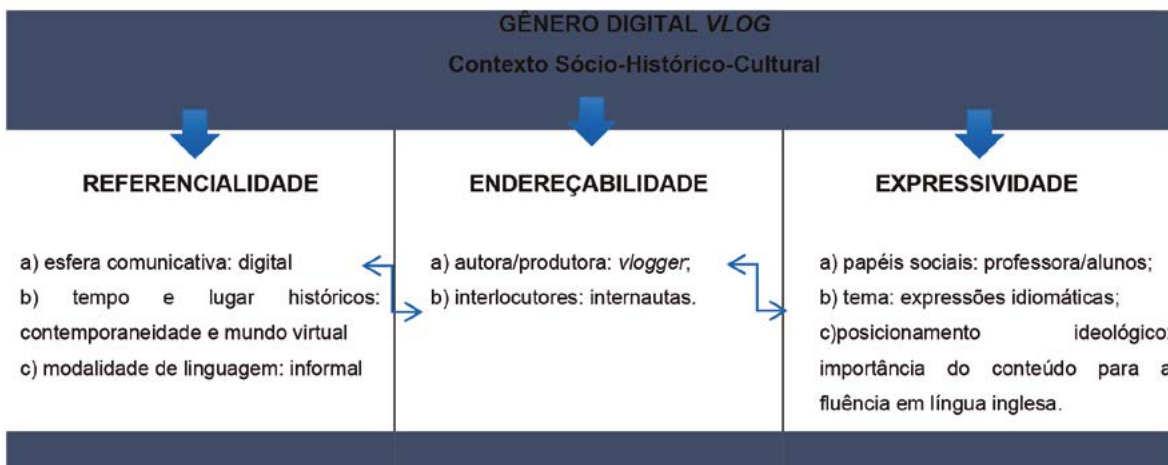 GÊNERO DIGITAL VLOG
Contexto Sócio-Histórico-Cultural
REFERENCIALIDADE
a) esfera comunicativa: digital
b) tempo e lugar históricos:
contemporaneidade e mundo virtual
c) modalidade de linguagem: informal
ENDEREÇABILIDADE
a) autora/produtora: vlogger;
b) interlocutores: internautas.
EXPRESSIVIDADE
a) papéis sociais: professora/alunos;
b) tema: expressões idiomáticas;
c)posicionamento ideológico:
importância do conteúdo para a
fluência em língua inglesa.